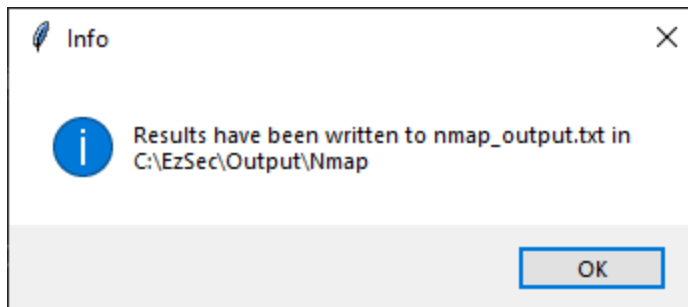 Info
Results have been written to nmap_output.txt in
C:\EzSec\Output\Nmap
OK